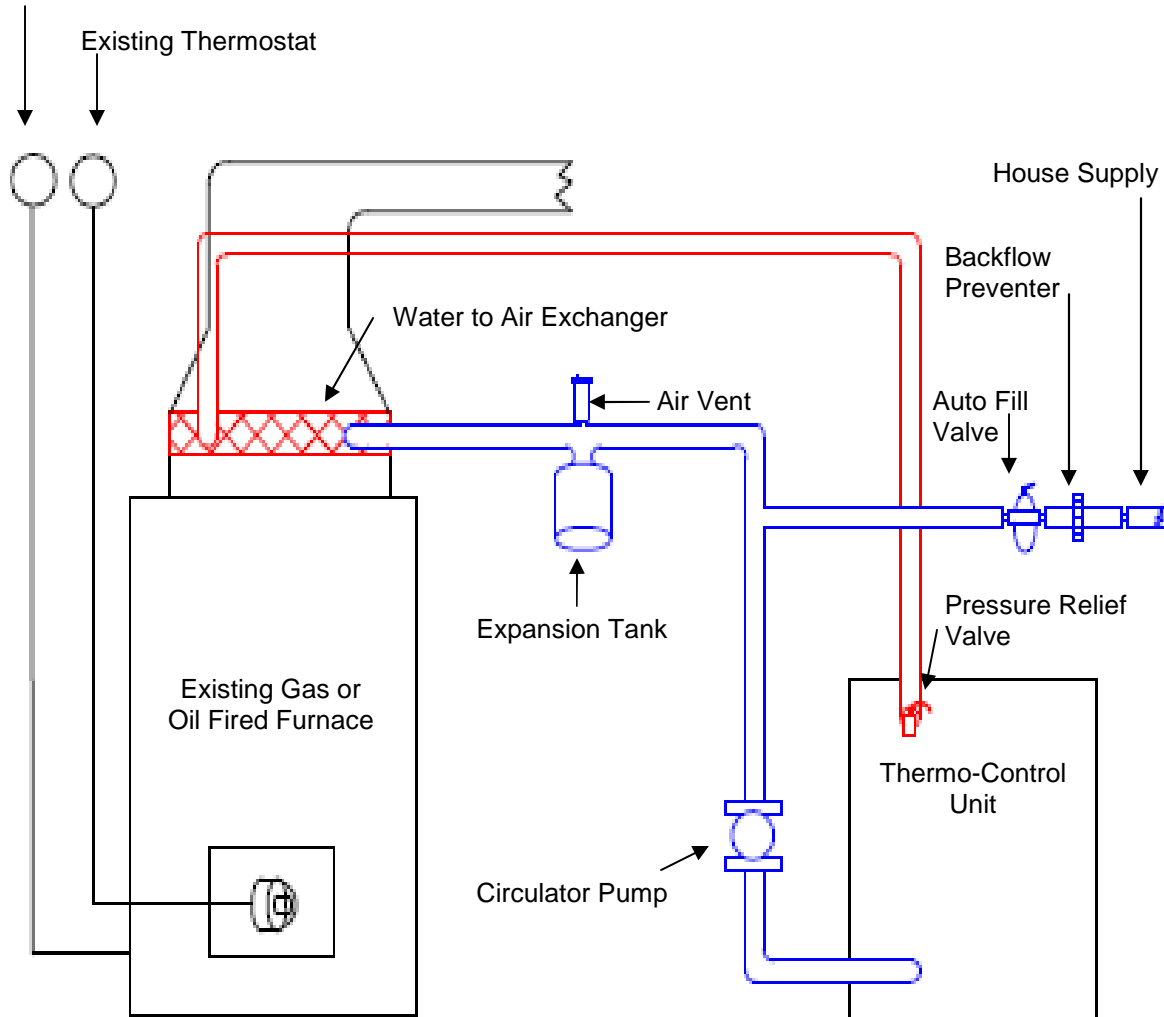 Existing Thermostat
House Supply
Backflow
Preventer
Water to Air Exchanger
Air Vent
Auto Fill
Valve
Expansion Tank
Pressure Relief
Valve
Existing Gas or
Oil Fired Furnace
Thermo-Control
Unit
Circulator Pump